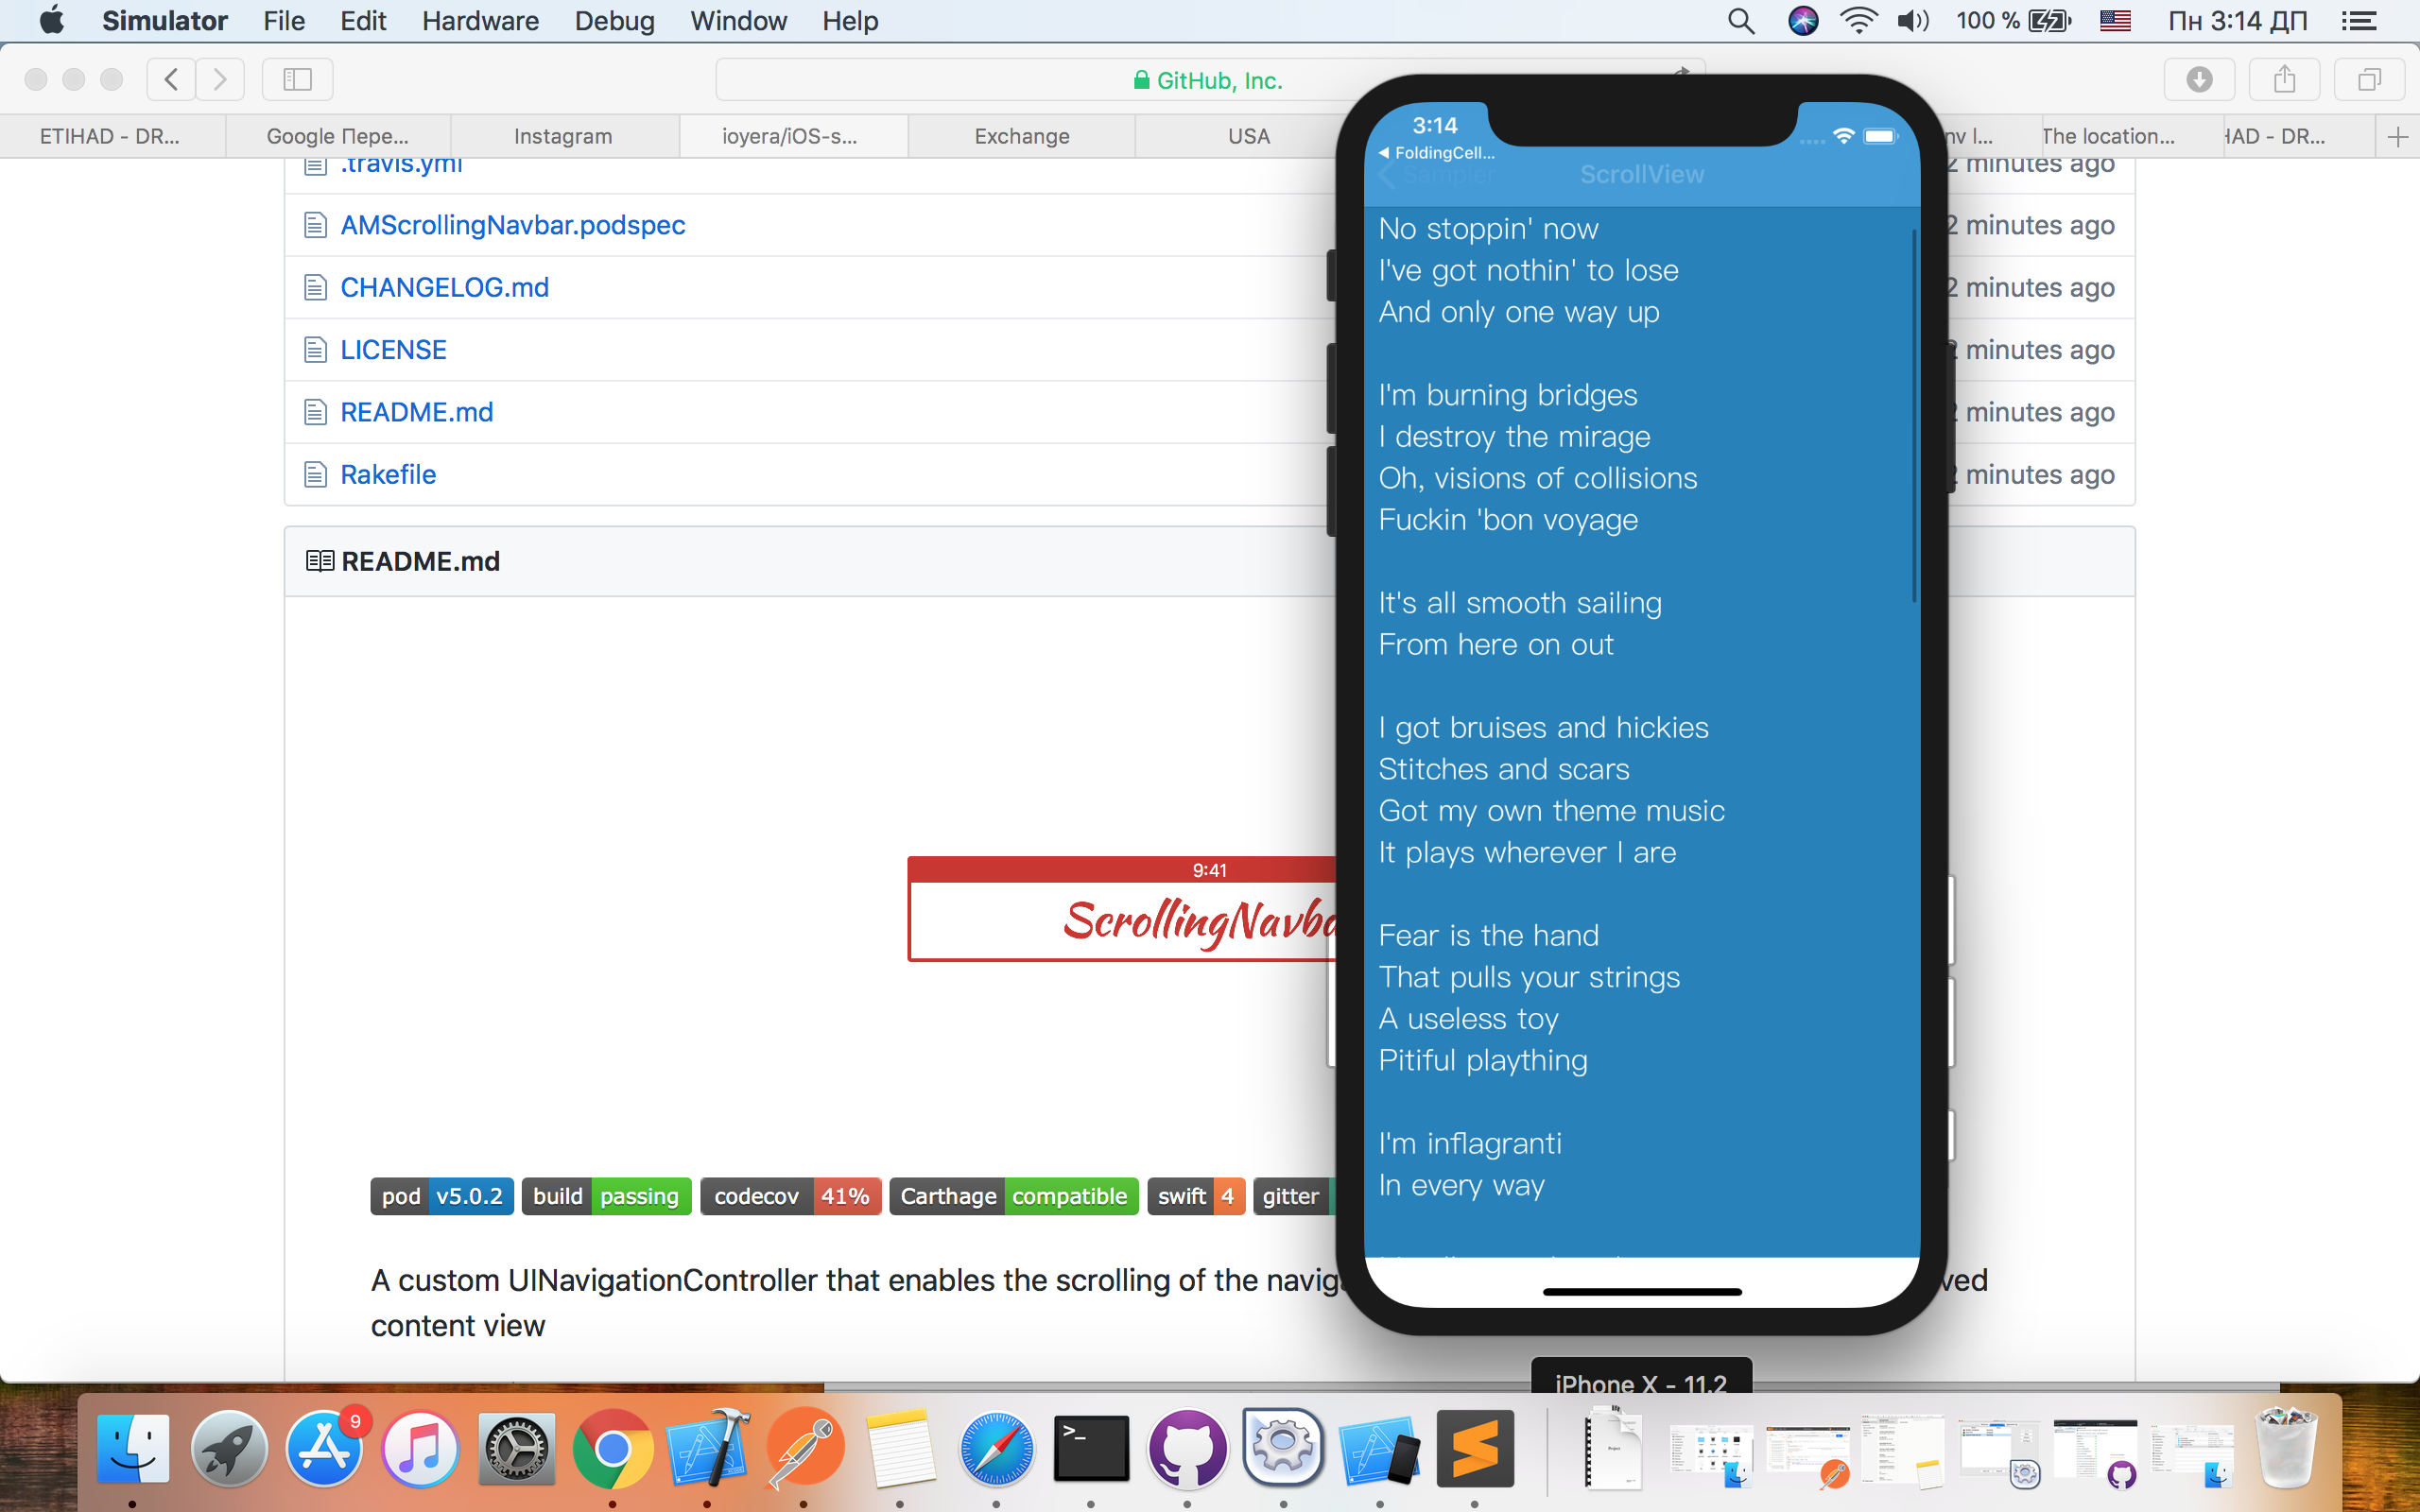 Simulator File Edit Hardware Debug Window Help 100 % Пн 3:14 ДП
GitHub, Inc.
ETIHAD - DR... Google Пере... Instagram ioyera/iOS-s... Exchange USA nv l... The location... HAD - DR...
.travis.yml 2 minutes ago
AMScrollingNavbar.podspec 2 minutes ago
CHANGELOG.md 2 minutes ago
LICENSE 2 minutes ago
README.md 2 minutes ago
Rakefile 2 minutes ago
README.md
9:41
ScrollingNavba
pod v5.0.2 build passing codecov 41% Carthage compatible swift 4 gitter
A custom UINavigationController that enables the scrolling of the naviga ved
content view
3:14
FoldingCell...
Sampler ScrollView
No stoppin' now
I've got nothin' to lose
And only one way up
I'm burning bridges
I destroy the mirage
Oh, visions of collisions
Fuckin 'bon voyage
It's all smooth sailing
From here on out
I got bruises and hickies
Stitches and scars
Got my own theme music
It plays wherever I are
Fear is the hand
That pulls your strings
A useless toy
Pitiful plaything
I'm inflagranti
In every way
iPhone X - 11.2
9